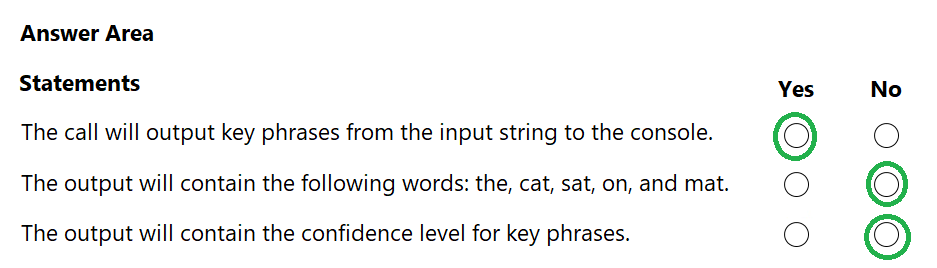 Answer Area
Statements Yes No
The call will output key phrases from the input string to the console.
The output will contain the following words: the, cat, sat, on, and mat.
The output will contain the confidence level for key phrases.